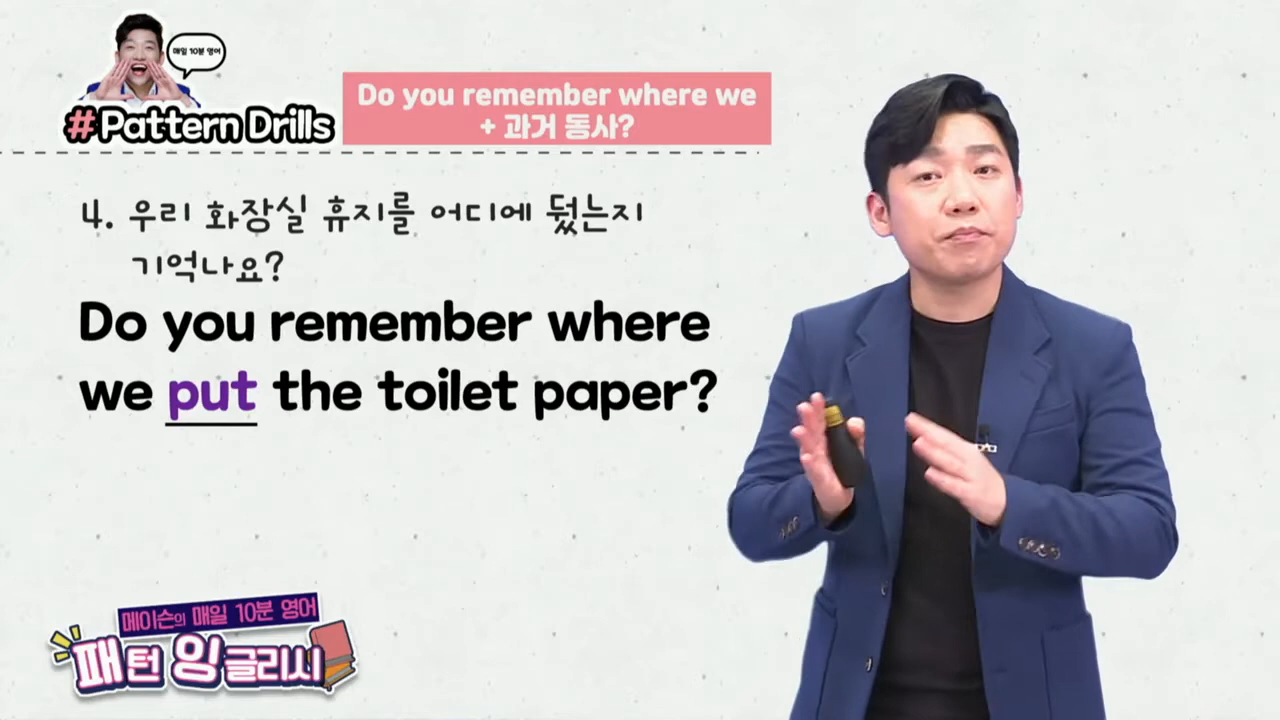 매일 10분 영어
#Pattern Drills
Do you remember where we
+ 과거 동사?
4. 우리 화장실 휴지를 어디에 뒀는지
기억나요?
Do you remember where
we put the toilet paper?
메이슨의 매일 10분 영어
패턴 잉글리시